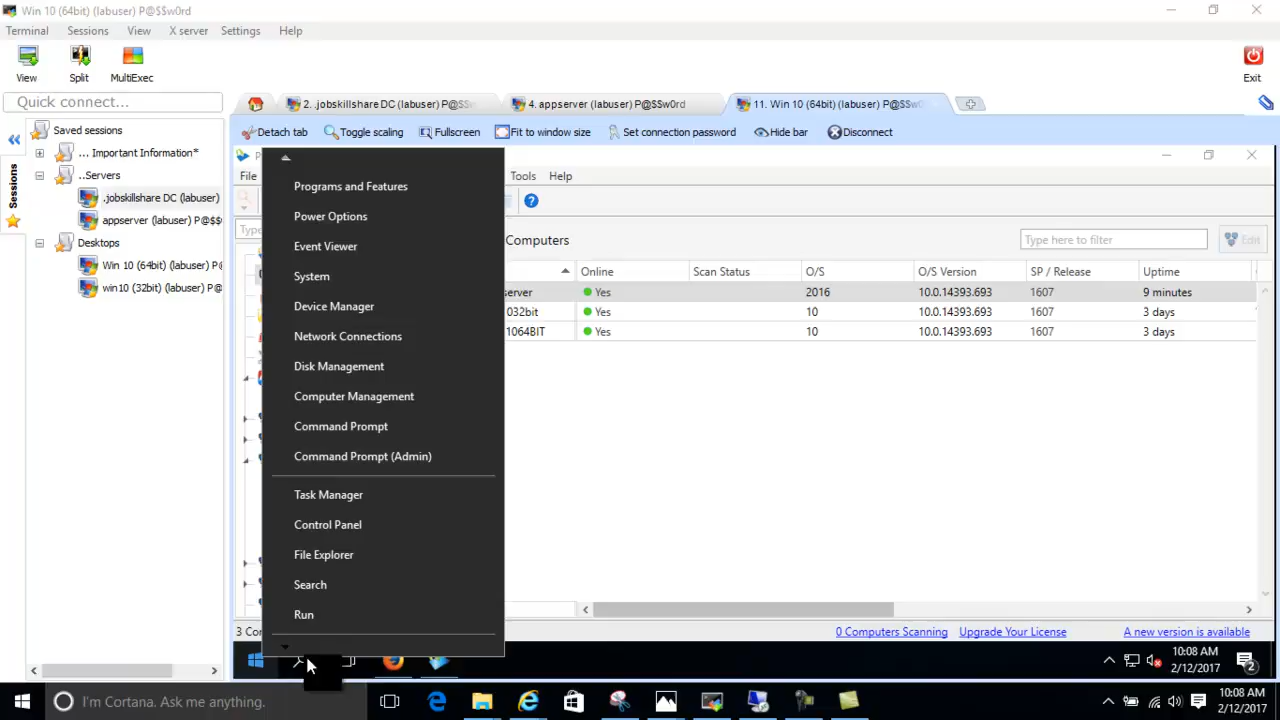 Win 10 (64bit) (labuser) P@$$w0rd
Terminal Sessions View X server Settings Help
View Split MultiExec Exit
Quick connect...
2. .jobskillshare DC (labuser) P@$$
4. appserver (labuser) P@$$w0rd
11. Win 10 (64bit) (labuser) P@$$w0
Detach tab Toggle scaling Fullscreen Fit to window size Set connection password Hide bar Disconnect
Sessions
Saved sessions
... Important Information*
..Servers
.jobskillshare DC (labuser)
appserver (labuser) P@$$
Desktops
Win 10 (64bit) (labuser) P@
win10 (32bit) (labuser) P@$
File Tools Help
Type
Computers
Type here to filter
Edit
Online Scan Status O/S O/S Version SP / Release Uptime
server Yes 2016 10.0.14393.693 1607 9 minutes
032bit Yes 10 10.0.14393.693 1607 3 days
1064BIT Yes 10 10.0.14393.693 1607 3 days
Programs and Features
Power Options
Event Viewer
System
Device Manager
Network Connections
Disk Management
Computer Management
Command Prompt
Command Prompt (Admin)
Task Manager
Control Panel
File Explorer
Search
Run
3 Co
0 Computers Scanning Upgrade Your License A new version is available
10:08 AM
2/12/2017
2
I'm Cortana. Ask me anything.
10:08 AM
2/12/2017